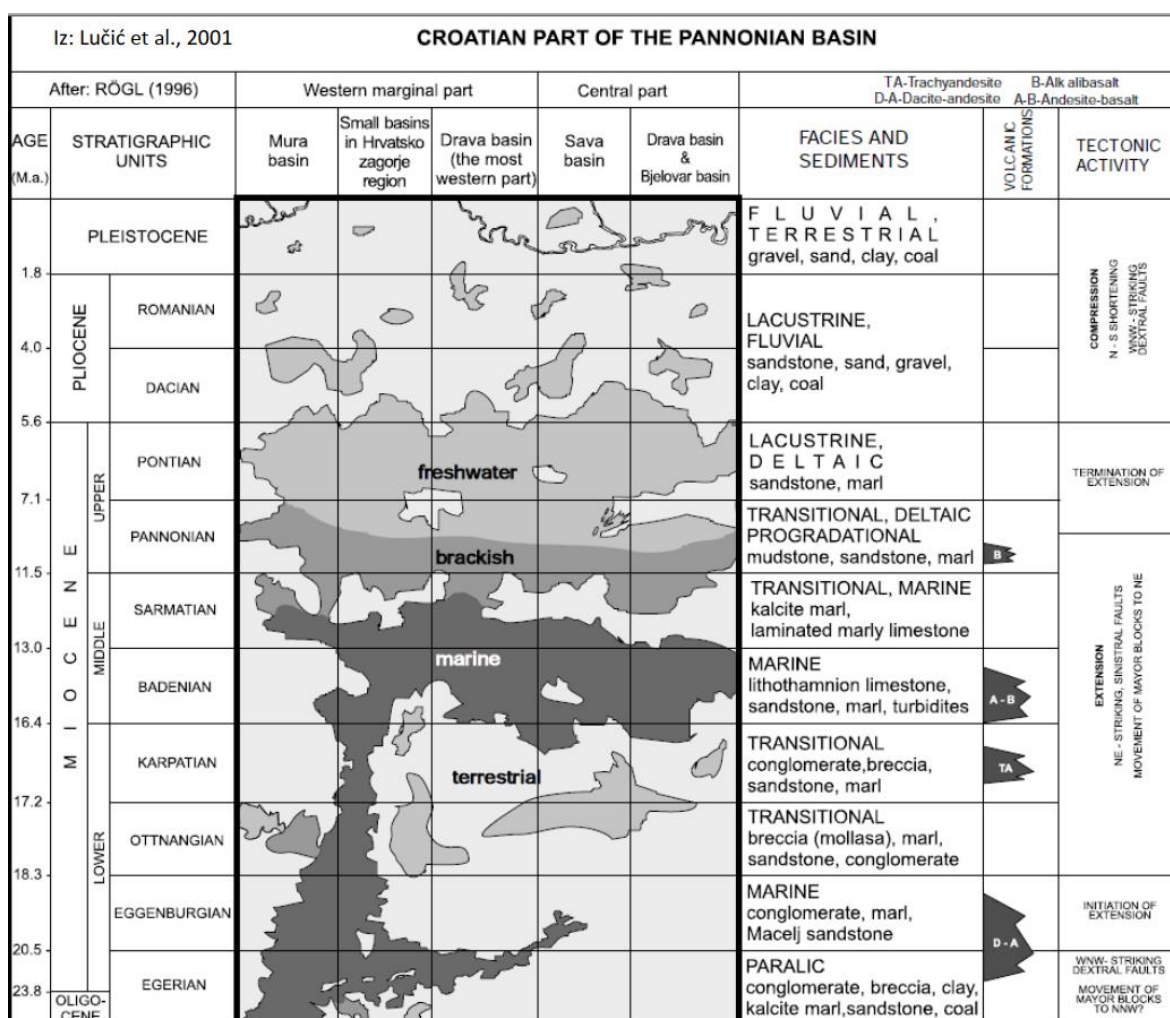 Iz: Lučić et al., 2001
CROATIAN PART OF THE PANNONIAN BASIN
After: RÖGL (1996)
Western marginal part
Central part
TA-Trachyandesite B-Alk alibasalt
D-A-Dacite-andesite A-B-Andesite-basalt
AGE
(M.a.)
STRATIGRAPHIC
UNITS
Mura
basin
Small basins
in Hrvatsko
zagorje
region
Drava basin
(the most
western part)
Sava
basin
Drava basin
&
Bjelovar basin
FACIES AND
SEDIMENTS
VOLCANIC
FORMATIONS
TECTONIC
ACTIVITY
PLEISTOCENE
FLUVIAL,
TERRESTRIAL
gravel, sand, clay, coal
1.8
PLIOCENE
ROMANIAN
LACUSTRINE,
FLUVIAL
sandstone, sand, gravel,
clay, coal
COMPRESSION
N - S SHORTENING
WNW - STRIKING
DEXTRAL FAULTS
4.0
DACIAN
5.6
MIOCENE
UPPER
PONTIAN
freshwater
LACUSTRINE,
DELTAIC
sandstone, marl
TERMINATION OF
EXTENSION
7.1
PANNONIAN
brackish
TRANSITIONAL, DELTAIC
PROGRADATIONAL
mudstone, sandstone, marl
B
11.5
MIDDLE
SARMATIAN
TRANSITIONAL, MARINE
kalcite marl,
laminated marly limestone
13.0
marine
BADENIAN
MARINE
lithothamnion limestone,
sandstone, marl, turbidites
A - B
EXTENSION
NE - STRIKING, SINISTRAL FAULTS
MOVEMENT OF MAYOR BLOCKS TO NE
16.4
LOWER
KARPATIAN
terrestrial
TRANSITIONAL
conglomerate,breccia,
sandstone, marl
TA
17.2
OTTNANGIAN
TRANSITIONAL
breccia (mollasa), marl,
sandstone, conglomerate
18.3
EGGENBURGIAN
MARINE
conglomerate, marl,
Macelj sandstone
D - A
INITIATION OF
EXTENSION
20.5
EGERIAN
PARALIC
conglomerate, breccia, clay,
kalcite marl,sandstone, coal
WNW- STRIKING
DEXTRAL FAULTS
MOVEMENT OF
MAYOR BLOCKS
TO NNW?
23.8
OLIGO-
CENE